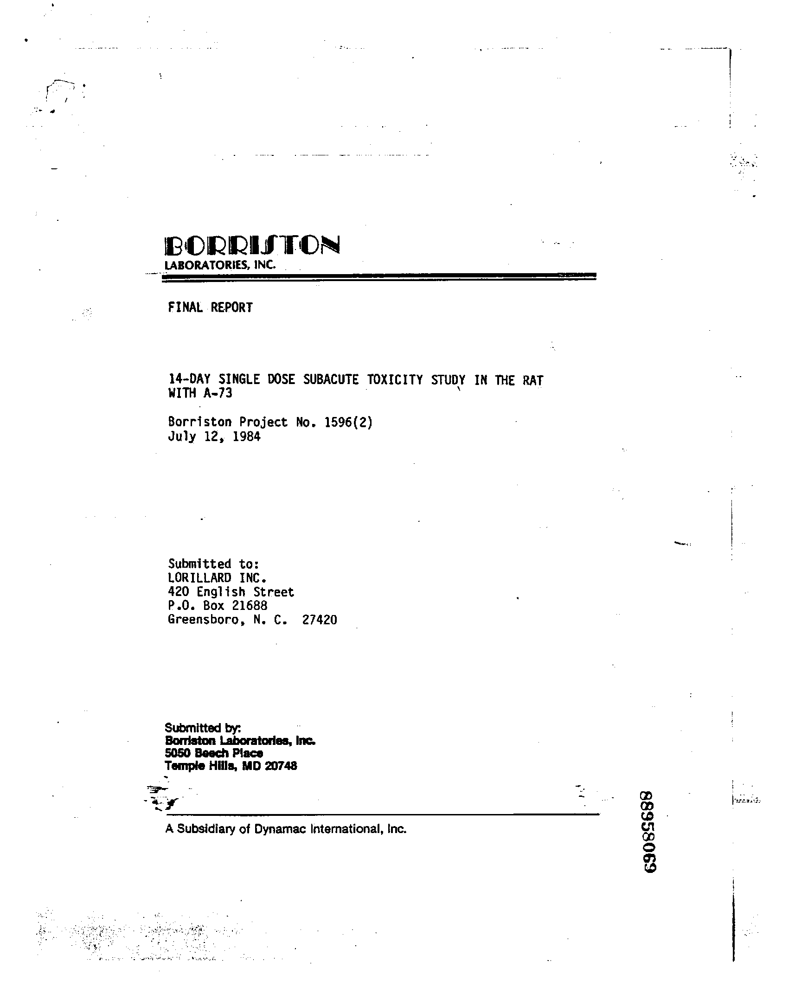 BORRISTON
LABORATORIES, INC.
FINAL REPORT
14-DAY SINGLE DOSE SUBACUTE TOXICITY STUDY IN THE RAT
WITH A-73
Borriston Project No. 1596(2)
July 12, 1984
Submitted to:
LORILLARD INC.
420 English Street
P.O. Box 21688
Greensboro, N. C. 27420
Submitted by:
Borriston Laboratories, Inc.
5050 Beech Place
Temple Hills, MD 20748
A Subsidiary of Dynamac International, Inc.
88958069